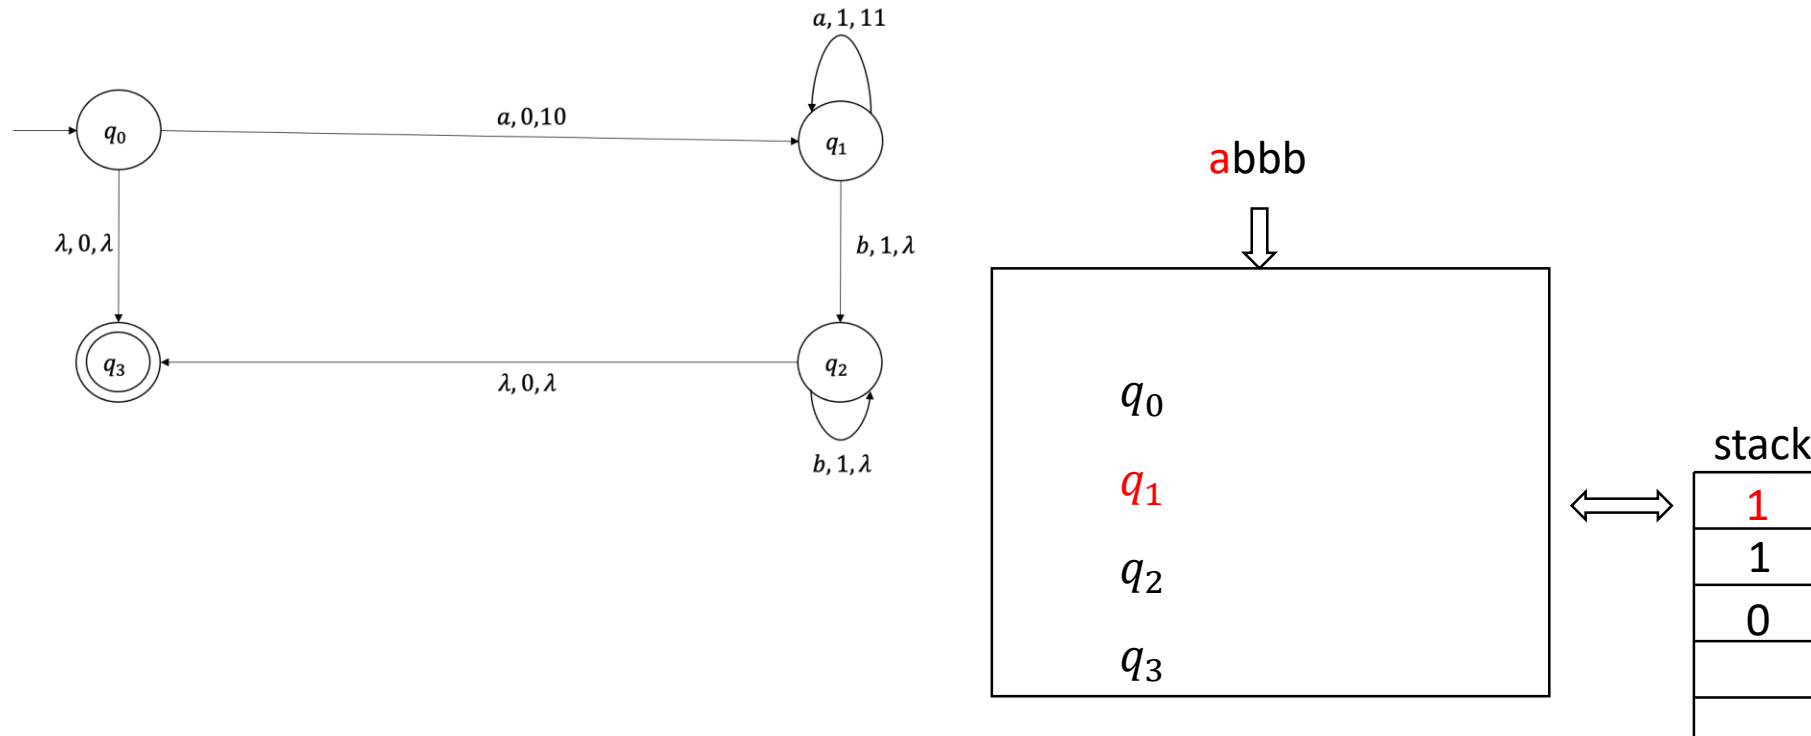 a, 1, 11
q₀
a, 0,10
q₁
λ, 0, λ
b, 1, λ
q₃
λ, 0, λ
q₂
b, 1, λ
abbb
q₀
q₁
q₂
q₃
stack
1
1
0